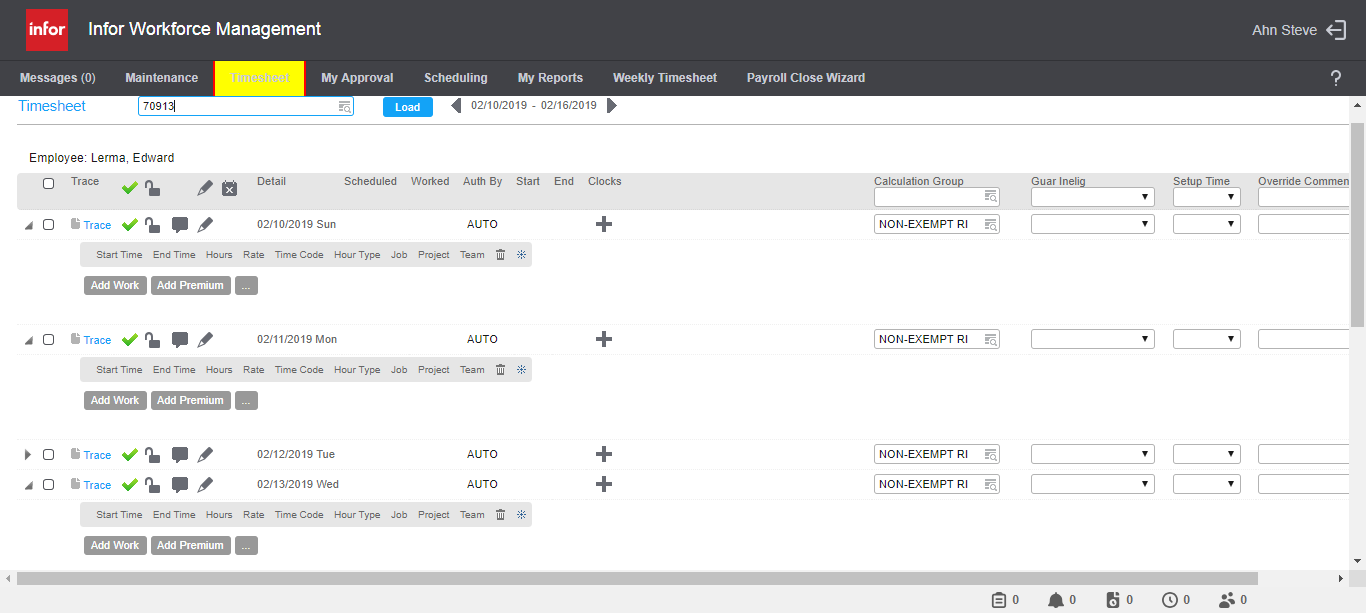 infor Infor Workforce Management Ahn Steve
Messages (0) Maintenance Timesheet My Approval Scheduling My Reports Weekly Timesheet Payroll Close Wizard ?
Timesheet 70913 Load 02/10/2019 - 02/16/2019
Employee: Lerma, Edward
Trace Detail Scheduled Worked Auth By Start End Clocks Calculation Group Guar Inelig Setup Time Override Commen
Trace 02/10/2019 Sun AUTO NON-EXEMPT RI
Start Time End Time Hours Rate Time Code Hour Type Job Project Team
Add Work Add Premium ...
Trace 02/11/2019 Mon AUTO NON-EXEMPT RI
Start Time End Time Hours Rate Time Code Hour Type Job Project Team
Add Work Add Premium ...
Trace 02/12/2019 Tue AUTO NON-EXEMPT RI
Trace 02/13/2019 Wed AUTO NON-EXEMPT RI
Start Time End Time Hours Rate Time Code Hour Type Job Project Team
Add Work Add Premium ...
0 0 0 0 0